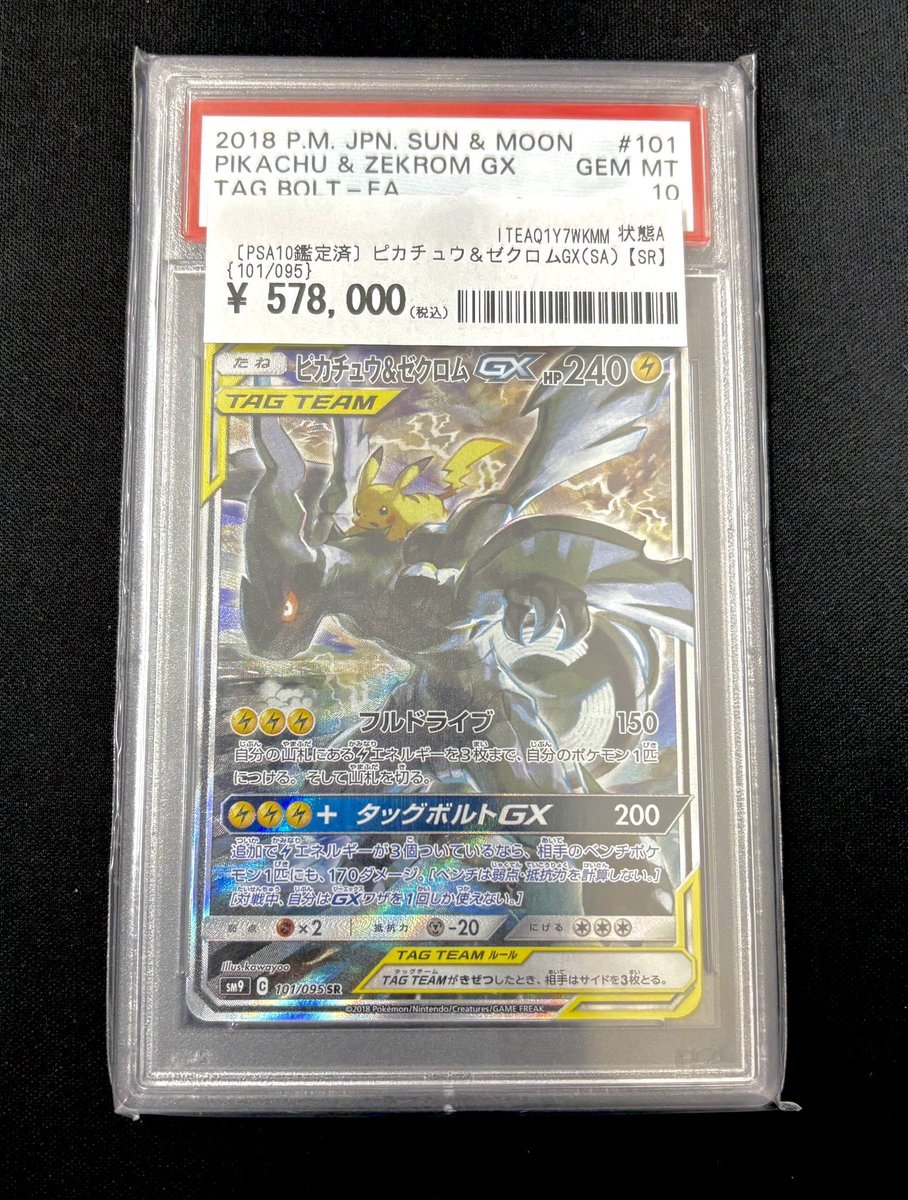 2018 P.M. JPN. SUN & MOON #101
PIKACHU & ZEKROM GX GEM MT
TAG BOLT-FA 10
ITEAQ1Y7WKMM 状態A
〔PSA10鑑定済〕ピカチュウ&ゼクロムGX(SA)【SR】
{101/095}
¥ 578,000(税込)
たね ピカチュウ&ゼクロムGX HP240
TAG TEAM
フルドライブ 150
自分の山札にあるエネルギーを3枚まで、自分のポケモン1匹
につける。そして山札を切る。
+ タッグボルトGX 200
追加でエネルギーが3個ついているなら、相手のベンチポケ
モン1匹にも、170ダメージ。[ベンチは弱点・抵抗力を計算しない。]
[対戦中、自分はGXワザを1回しか使えない。]
弱点 ×2 抵抗力 -20 にげる
illus.kawayoo
TAG TEAM ルール
TAG TEAMがきぜつしたとき、相手はサイドを3枚とる。
SM9 C 101/095 SR
©2018 Pokémon/Nintendo/Creatures/GAME FREAK.